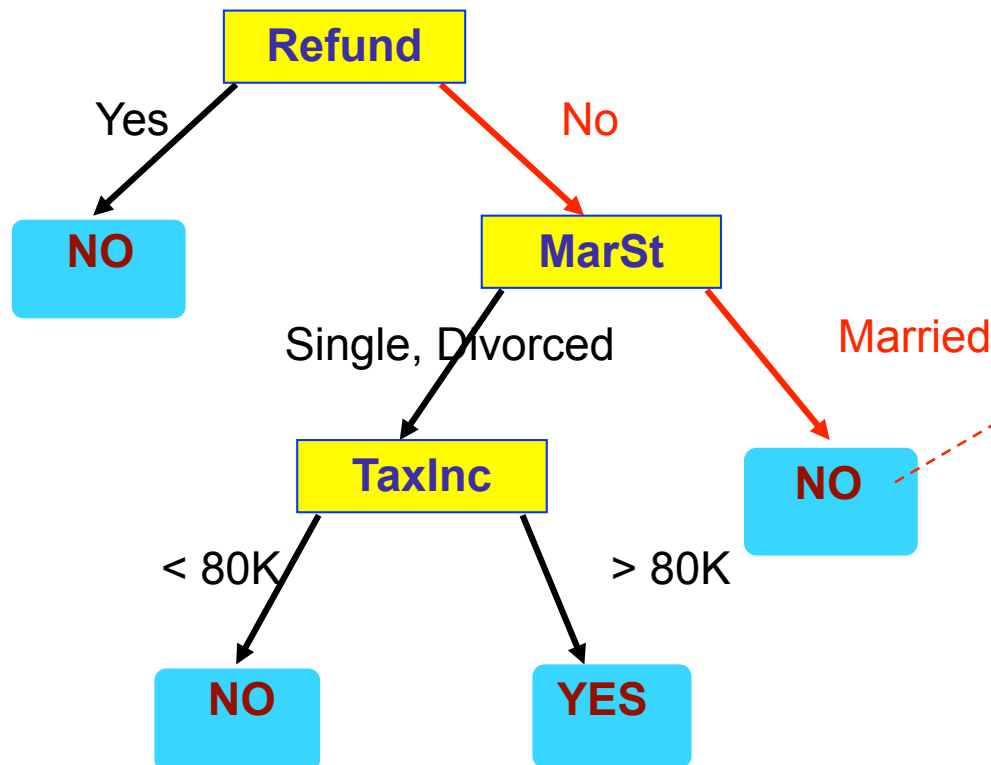 Refund
Yes
No
NO
MarSt
Single, Divorced
Married
TaxInc
NO
< 80K
> 80K
NO
YES